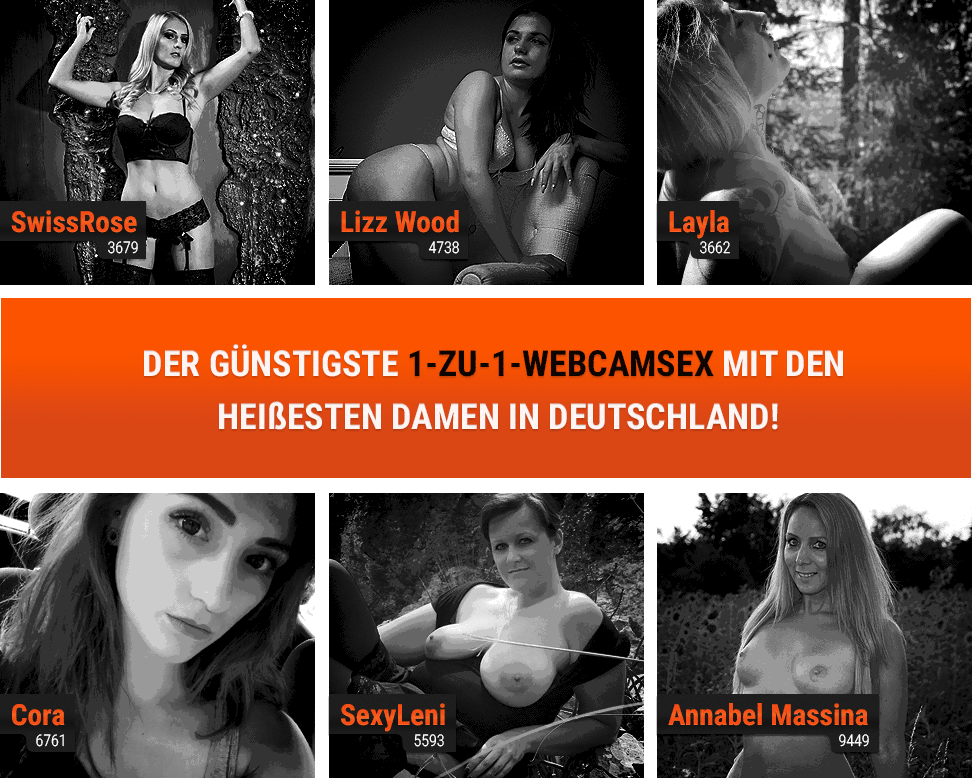 SwissRose
3679
Lizz Wood
4738
Layla
3662
DER GÜNSTIGSTE 1-ZU-1-WEBCAMSEX MIT DEN
HEIßESTEN DAMEN IN DEUTSCHLAND!
Cora
6761
SexyLeni
5593
Annabel Massina
9449